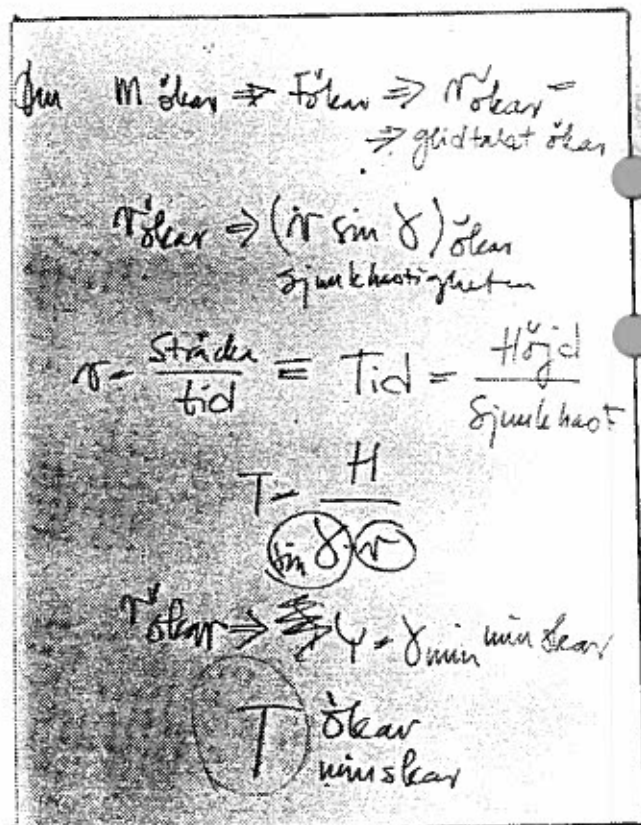 Om m ökar ⇒ F ökar ⇒ v ökar =
⇒ glidtalet ökar
v ökar ⇒ (v sin γ) ökar
sjunkhastigheten
v = sträcka / tid = Tid = Höjd / sjunkhast
T = H / sin γ · v
v ökar ⇒ γ = γ min minskar
T ökar
minskar